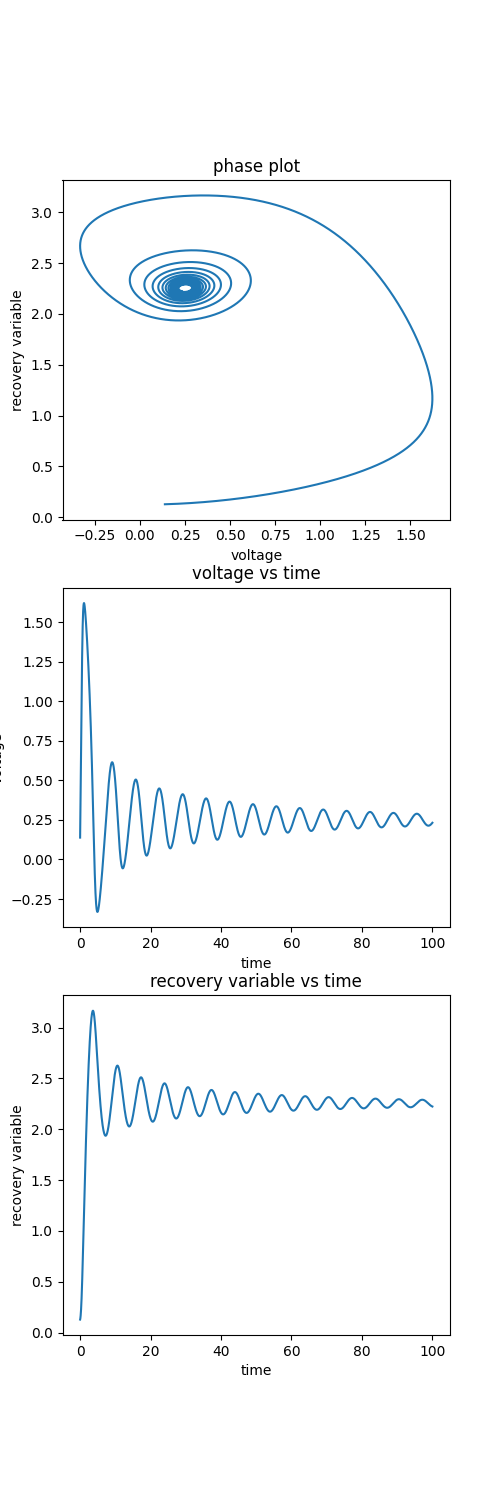 phase plot
3.0
2.5
2.0
1.5
1.0
0.5
0.0
recovery variable
−0.25 0.00 0.25 0.50 0.75 1.00 1.25 1.50
voltage
voltage vs time
1.50
1.25
1.00
0.75
0.50
0.25
0.00
−0.25
0 20 40 60 80 100
time
recovery variable vs time
3.0
2.5
2.0
1.5
1.0
0.5
0.0
recovery variable
0 20 40 60 80 100
time